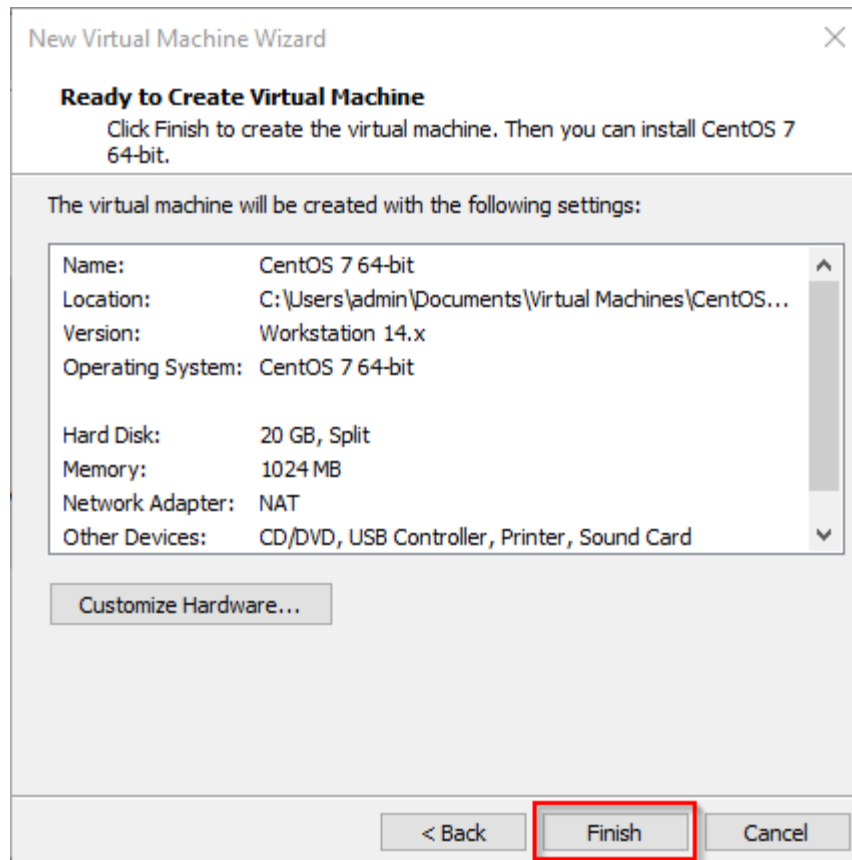 New Virtual Machine Wizard
Ready to Create Virtual Machine
Click Finish to create the virtual machine. Then you can install CentOS 7
64-bit.
The virtual machine will be created with the following settings:
Name: CentOS 7 64-bit
Location: C:\Users\admin\Documents\Virtual Machines\CentOS...
Version: Workstation 14.x
Operating System: CentOS 7 64-bit
Hard Disk: 20 GB, Split
Memory: 1024 MB
Network Adapter: NAT
Other Devices: CD/DVD, USB Controller, Printer, Sound Card
Customize Hardware...
< Back Finish Cancel